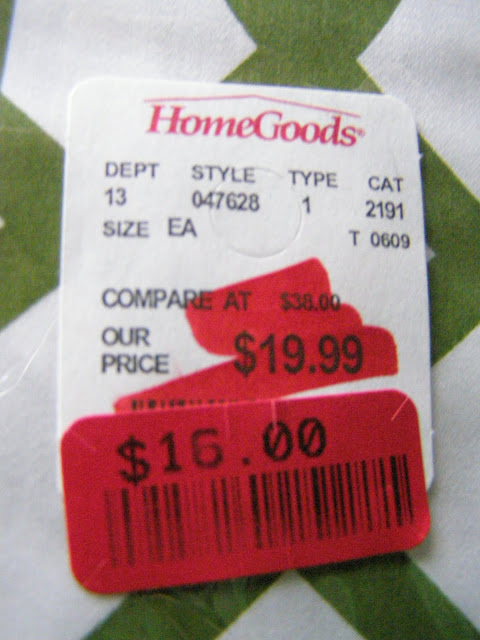 HomeGoods®
DEPT STYLE TYPE CAT
13 047628 1 2191
SIZE EA T 0609
COMPARE AT $38.00
OUR PRICE $19.99
$16.00